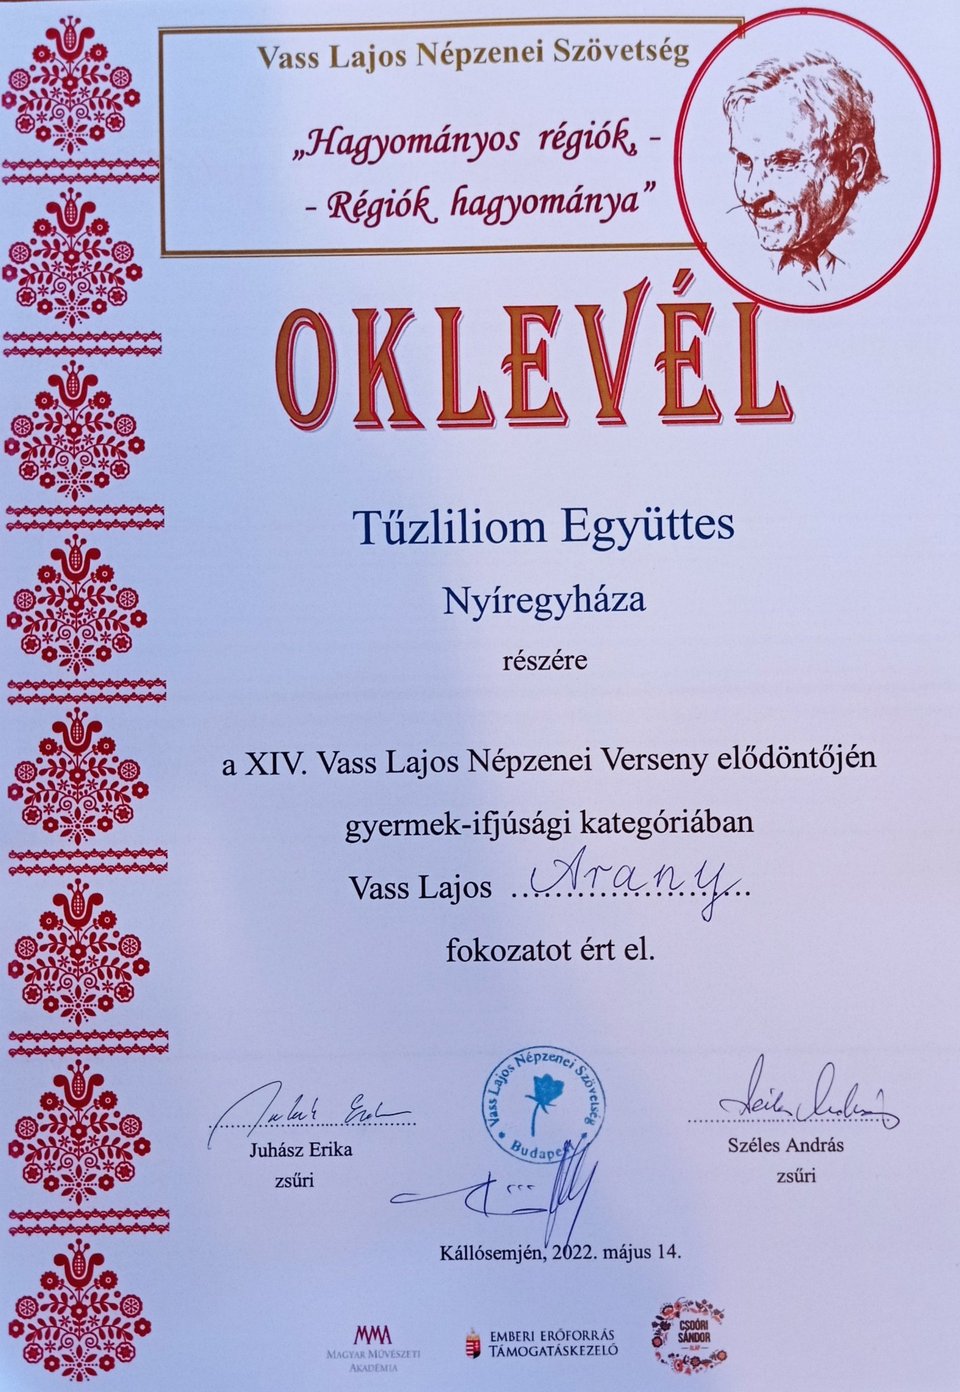 Vass Lajos Népzenei Szövetség
„Hagyományos régiók, -
- Régiók hagyománya”
OKLEVÉL
Tűzliliom Együttes
Nyíregyháza
részére
a XIV. Vass Lajos Népzenei Verseny elődöntőjén
gyermek-ifjúsági kategóriában
Vass Lajos Arany
fokozatot ért el.
Vass Lajos Népzenei Szövetség
Budapest
Juhász Erika
zsűri
Széles András
zsűri
Kállósemjén, 2022. május 14.
MMA
MAGYAR MŰVÉSZETI
AKADÉMIA
EMBERI ERŐFORRÁS
TÁMOGATÁSKEZELŐ
CSOÓRI
SÁNDOR
ALAP